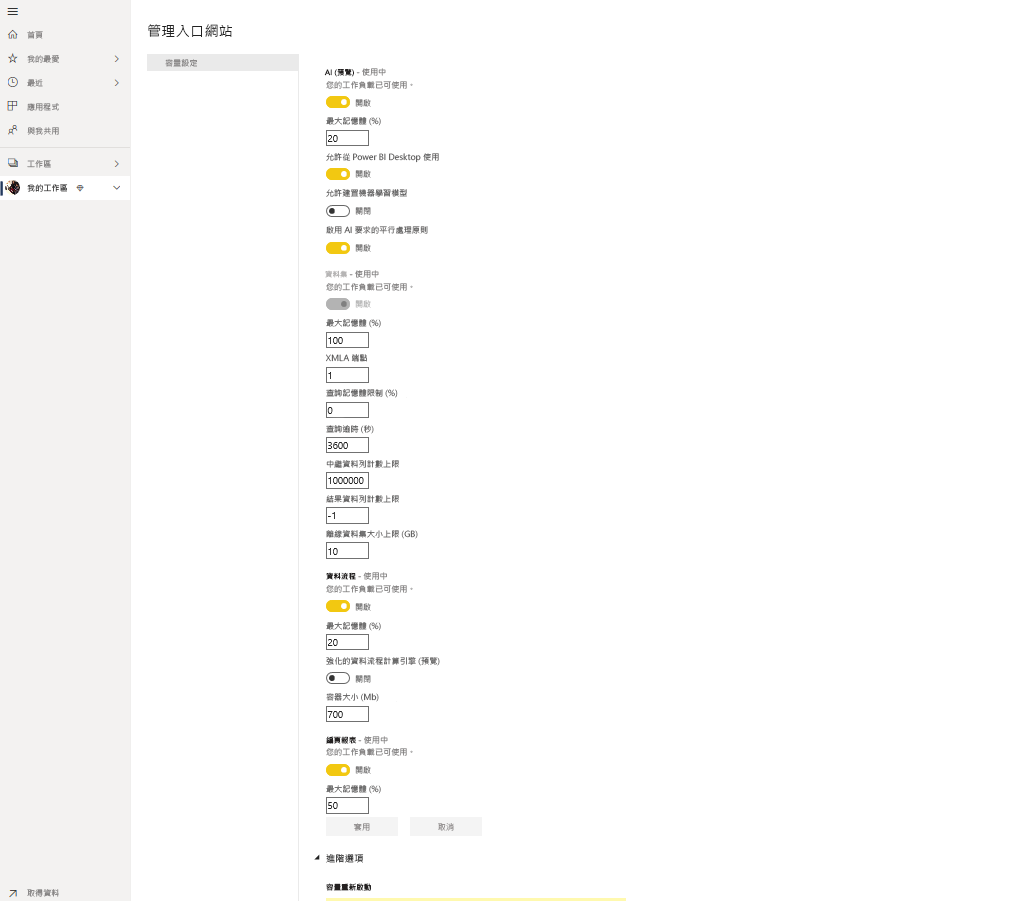 首頁
我的最愛
最近
應用程式
與我共用
工作區
我的工作區
取得資料
管理入口網站
容量設定
AI (預覽) - 使用中
您的工作負載已可使用。
開啟
最大記憶體 (%)
20
允許從 Power BI Desktop 使用
開啟
允許建置機器學習模型
關閉
啟用 AI 要求的平行處理原則
開啟
資料集 - 使用中
您的工作負載已可使用。
開啟
最大記憶體 (%)
100
XMLA 端點
1
查詢記憶體限制 (%)
0
查詢逾時 (秒)
3600
中繼資料列計數上限
1000000
結果資料列計數上限
-1
離線資料集大小上限 (GB)
10
資料流程 - 使用中
您的工作負載已可使用。
開啟
最大記憶體 (%)
20
強化的資料流程計算引擎 (預覽)
關閉
容器大小 (Mb)
700
編頁報表 - 使用中
您的工作負載已可使用。
開啟
最大記憶體 (%)
50
套用 取消
進階選項
容量重新啟動